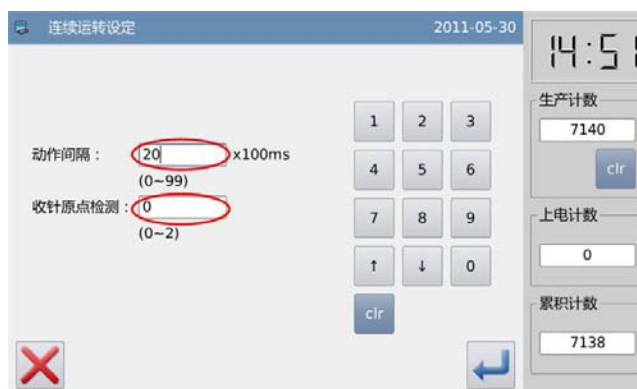 连续运转设定 2011-05-30
14:51
动作间隔： 20 x100ms
(0~99)
收针原点检测： 0
(0~2)
1 2 3
4 5 6
7 8 9
↑ ↓ 0
clr
生产计数
7140
clr
上电计数
0
累积计数
7138